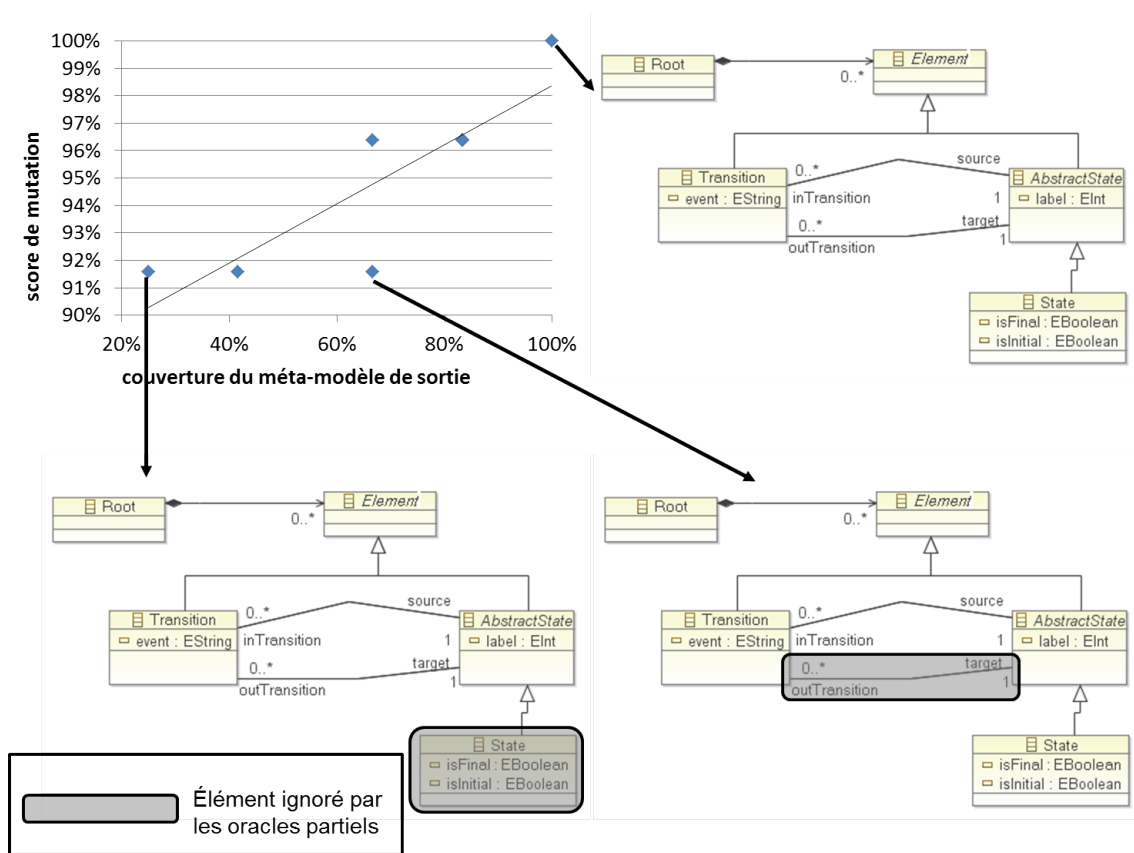 100%
99%
98%
97%
96%
95%
94%
93%
92%
91%
90%
score de mutation
20%
40%
60%
80%
100%
couverture du méta-modèle de sortie
Root
0..*
Element
Transition
event : EString
0..*
inTransition
source
1
0..*
outTransition
target
1
AbstractState
label : EInt
State
isFinal : EBoolean
isInitial : EBoolean
Root
0..*
Element
Transition
event : EString
0..*
inTransition
source
1
0..*
outTransition
target
1
AbstractState
label : EInt
State
isFinal : EBoolean
isInitial : EBoolean
Root
0..*
Element
Transition
event : EString
0..*
inTransition
source
1
0..*
outTransition
target
1
AbstractState
label : EInt
State
isFinal : EBoolean
isInitial : EBoolean
Élément ignoré par
les oracles partiels